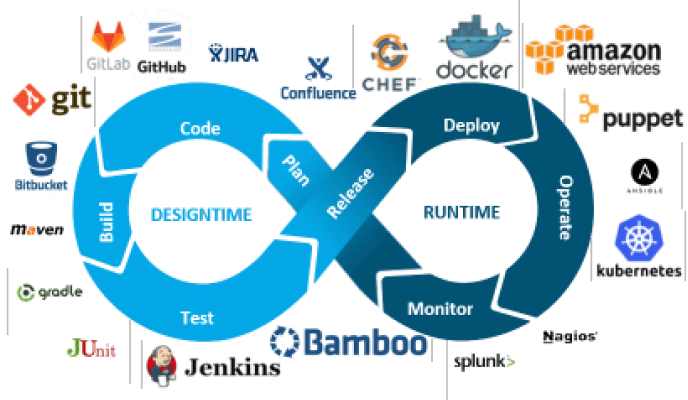 GitLab
GitHub
JIRA
Confluence
CHEF
docker
amazon
web services
git
Code
Deploy
puppet
Bitbucket
Plan
Release
ANSIBLE
maven
Build
DESIGNTIME
RUNTIME
Operate
kubernetes
gradle
Test
Monitor
JUnit
Jenkins
Bamboo
splunk>
Nagios®